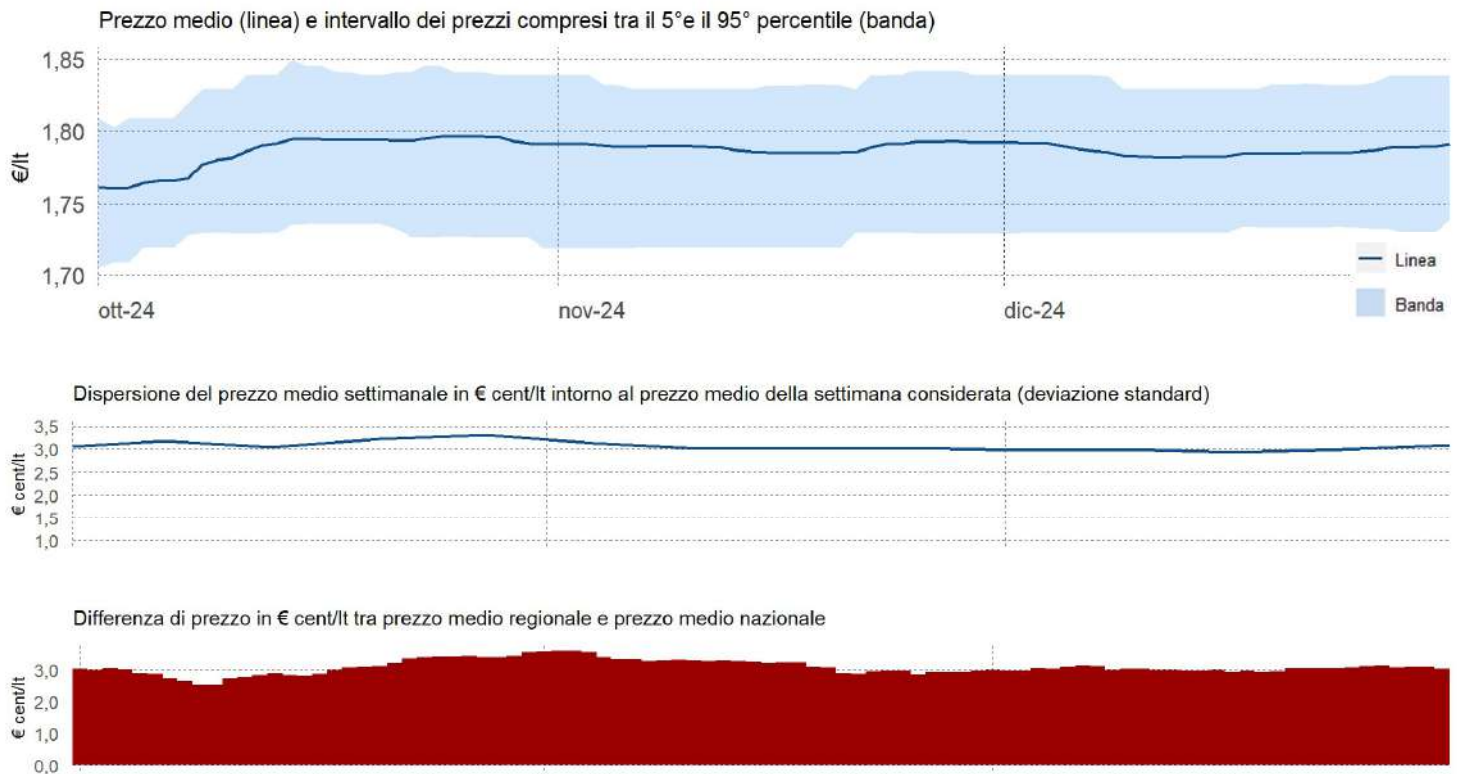 Prezzo medio (linea) e intervallo dei prezzi compresi tra il 5°e il 95° percentile (banda)
1,85
1,80
€/lt
1,75
1,70
Linea
Banda
ott-24 nov-24 dic-24
Dispersione del prezzo medio settimanale in € cent/lt intorno al prezzo medio della settimana considerata (deviazione standard)
3,5
3,0
2,5
€ cent/lt
2,0
1,5
1,0
Differenza di prezzo in € cent/lt tra prezzo medio regionale e prezzo medio nazionale
3,0
2,0
€ cent/lt
1,0
0,0